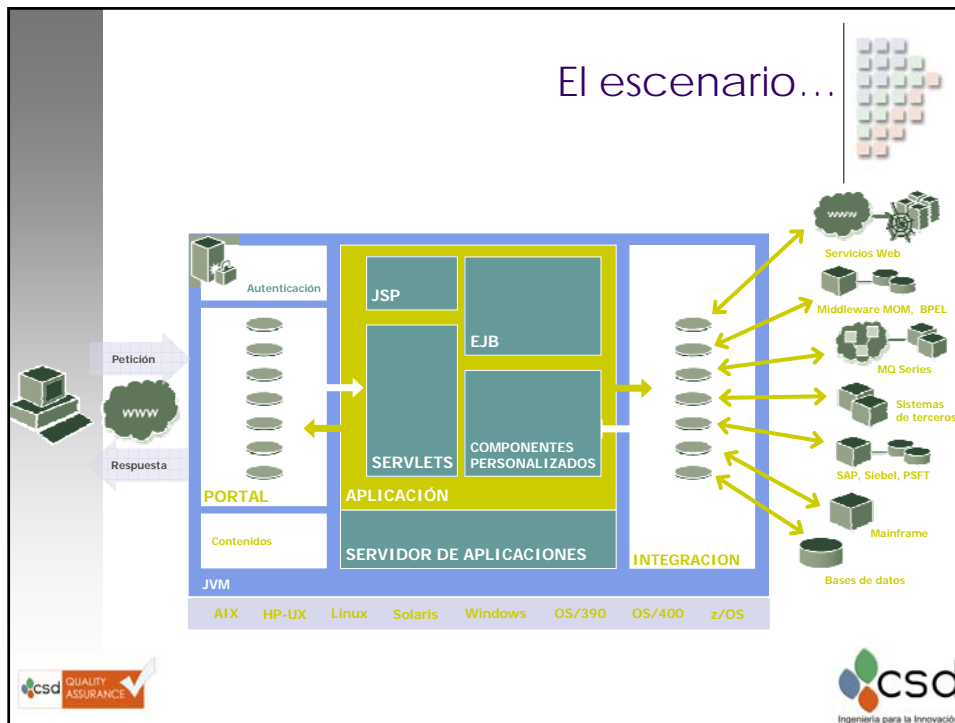 El escenario...
www
Servicios Web
Autenticación
JSP
EJB
Middleware MOM, BPEL
Petición
MQ Series
www
Sistemas
de terceros
Respuesta
SERVLETS
COMPONENTES
PERSONALIZADOS
SAP, Siebel, PSFT
PORTAL
APLICACIÓN
Contenidos
SERVIDOR DE APLICACIONES
INTEGRACION
Mainframe
Bases de datos
JVM
AIX HP-UX Linux Solaris Windows OS/390 OS/400 z/OS
csd QUALITY
ASSURANCE
csd
Ingeniería para la Innovación